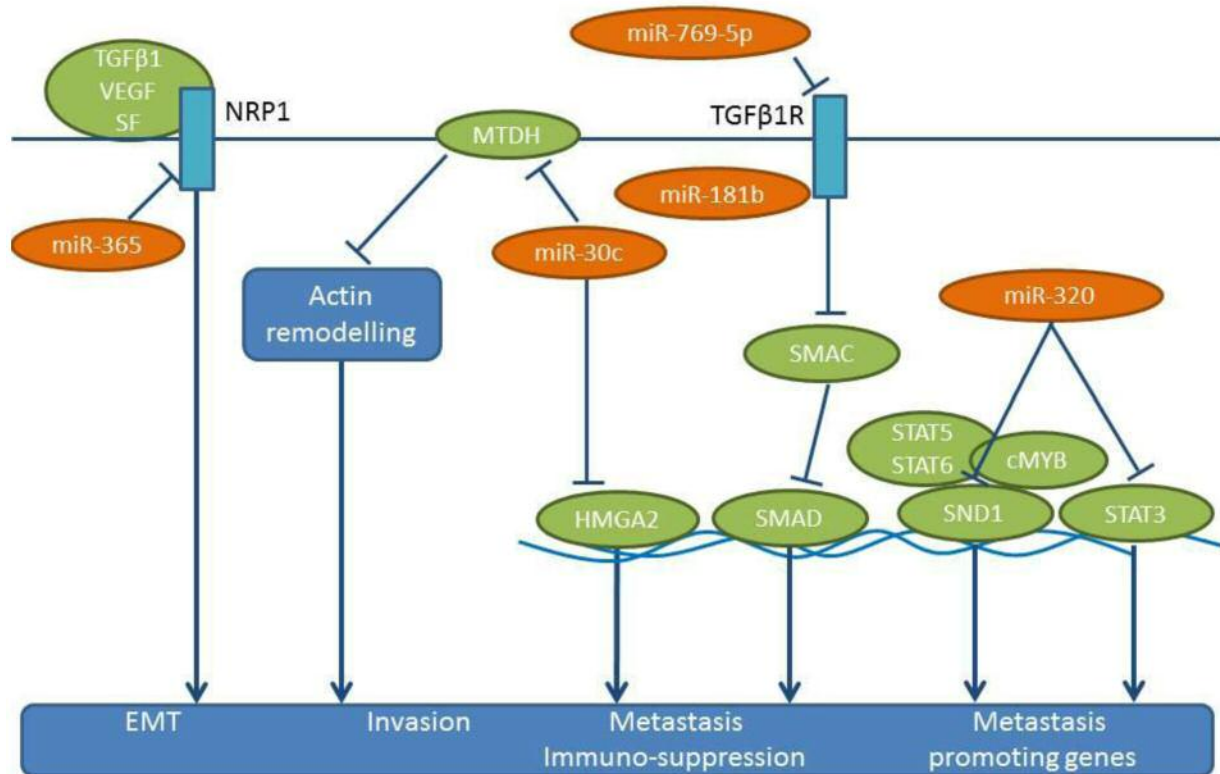 miR-769-5p
TGFβ1
VEGF
SF
NRP1
MTDH
TGFβ1R
miR-181b
miR-365
miR-30c
miR-320
Actin
remodelling
SMAC
STAT5
STAT6
cMYB
HMGA2
SMAD
SND1
STAT3
EMT
Invasion
Metastasis
Immuno-suppression
Metastasis
promoting genes